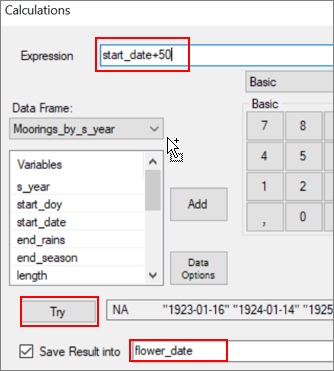 Calculations
Expression
start_date+50
Basic
Data Frame:
Basic
Moorings_by_s_year
7 8
Variables
4 5
s_year
1 2
start_doy
Add
start_date
, 0
end_rains
end_season
Data Options
length
Try
NA "1923-01-16" "1924-01-14" "1925
Save Result into
flower_date